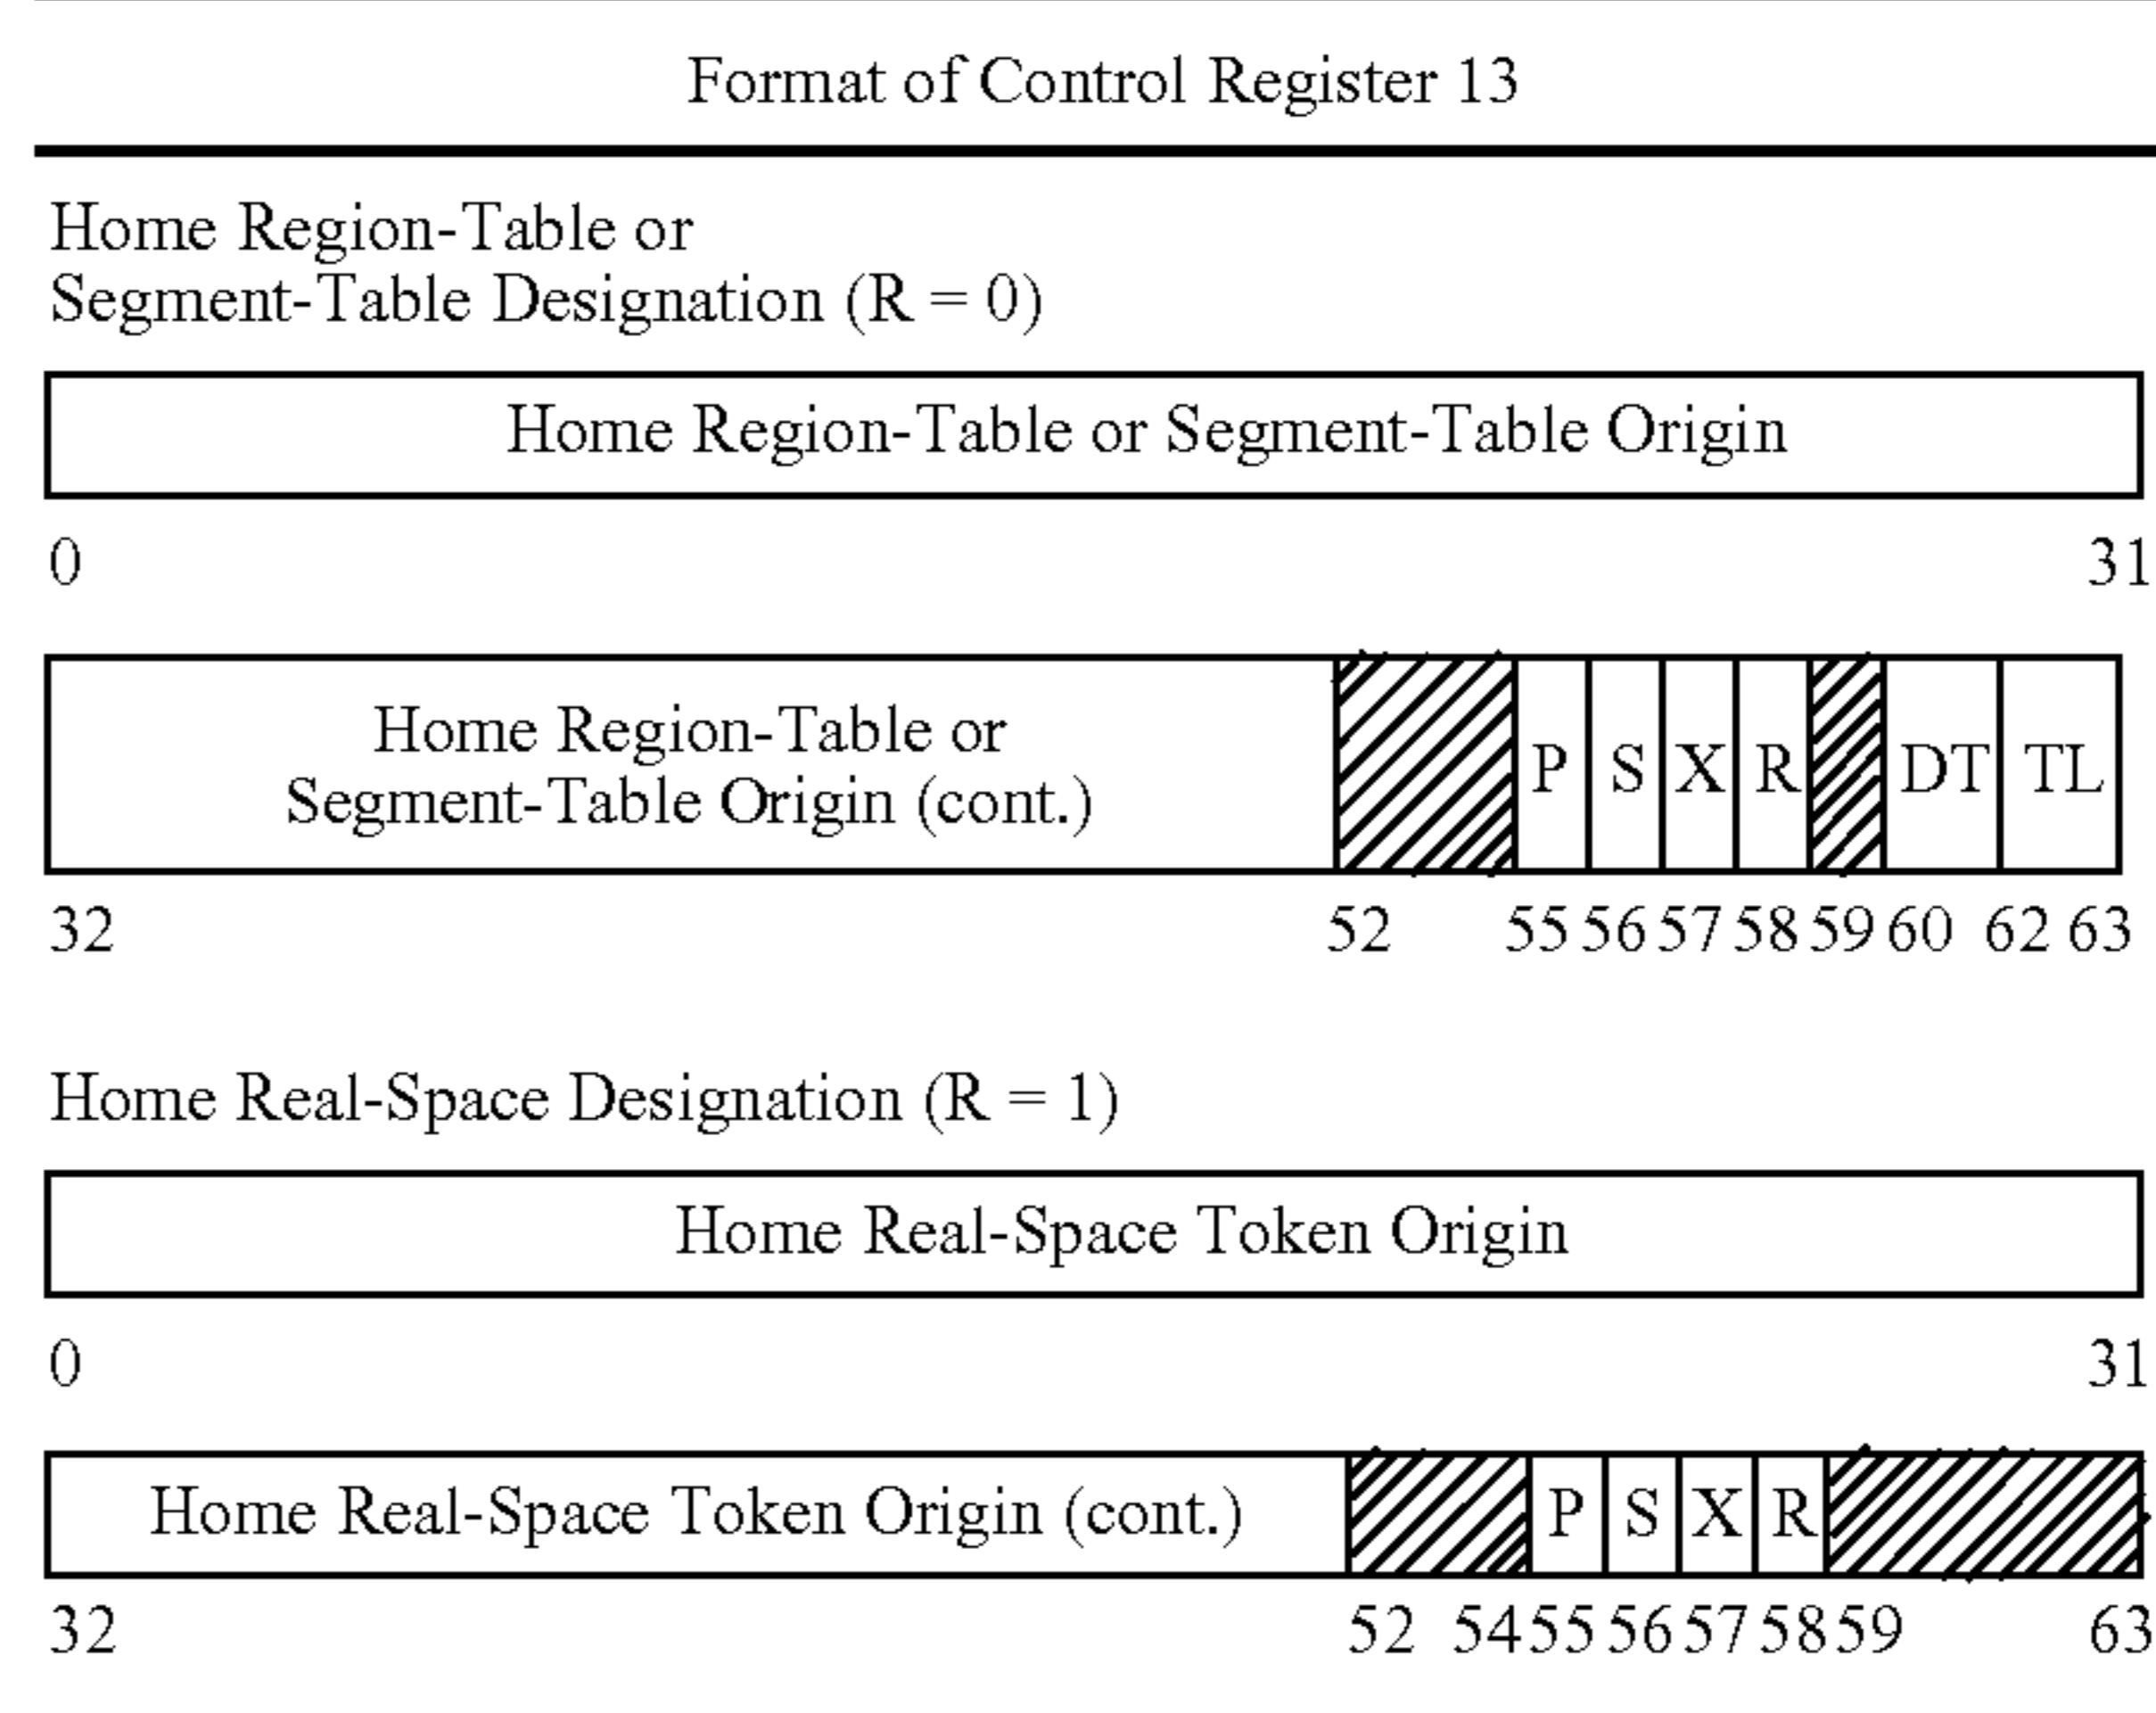 Format of Control Register 13
Home Region-Table or
Segment-Table Designation (R = 0)
Home Region-Table or Segment-Table Origin
0 31
Home Region-Table or
Segment-Table Origin (cont.)
P S X R DT TL
32 52 55 56 57 58 59 60 62 63
Home Real-Space Designation (R = 1)
Home Real-Space Token Origin
0 31
Home Real-Space Token Origin (cont.) P S X R
32 52 54 55 56 57 58 59 63